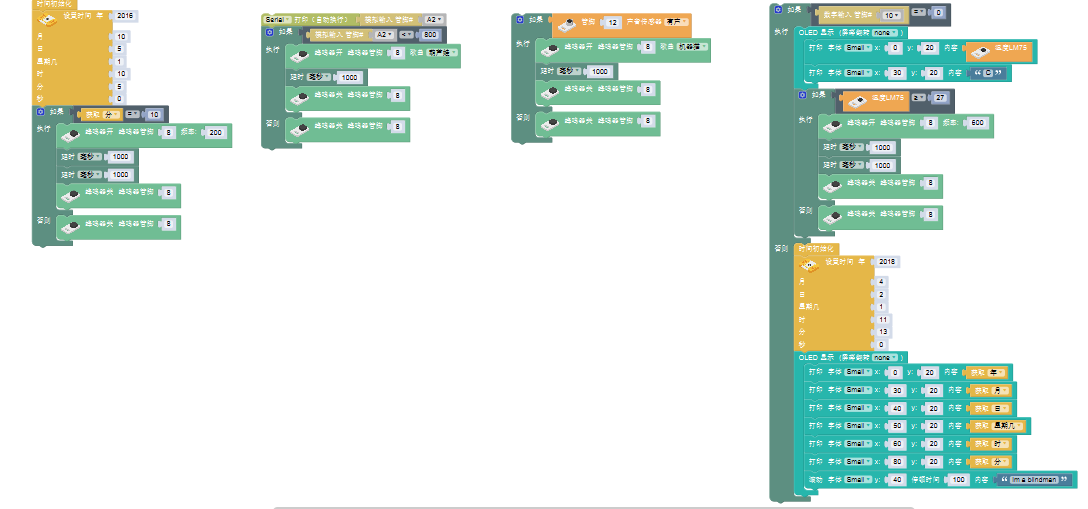 时间初始化
设置时间 年 2016
月 10
日 5
星期几 1
时 10
分 5
秒 0
如果 获取 分 = 10
执行
蜂鸣器开 蜂鸣器管脚 8 频率: 200
延时 毫秒 1000
延时 毫秒 1000
蜂鸣器关 蜂鸣器管脚 8
否则
蜂鸣器关 蜂鸣器管脚 8
Serial 打印（自动换行） 模拟输入 管脚# A2
如果 模拟输入 管脚# A2 < 800
执行
蜂鸣器开 蜂鸣器管脚 8 歌曲 葫芦娃
延时 毫秒 1000
蜂鸣器关 蜂鸣器管脚 8
否则
蜂鸣器关 蜂鸣器管脚 8
如果 管脚 12 声音传感器 有声
执行
蜂鸣器开 蜂鸣器管脚 8 歌曲 机器猫
延时 毫秒 1000
蜂鸣器关 蜂鸣器管脚 8
否则
蜂鸣器关 蜂鸣器管脚 8
如果 数字输入 管脚# 10 = 0
执行
OLED 显示（屏幕翻转 none ）
打印 字体 Small x: 0 y: 20 内容 温度LM75
打印 字体 Small x: 30 y: 20 内容 “ C ”
如果 温度LM75 ≥ 27
执行
蜂鸣器开 蜂鸣器管脚 8 频率: 600
延时 毫秒 1000
延时 毫秒 1000
蜂鸣器关 蜂鸣器管脚 8
否则
蜂鸣器关 蜂鸣器管脚 8
否则
时间初始化
设置时间 年 2018
月 4
日 2
星期几 1
时 11
分 13
秒 0
OLED 显示（屏幕翻转 none ）
打印 字体 Small x: 0 y: 20 内容 获取 年
打印 字体 Small x: 30 y: 20 内容 获取 月
打印 字体 Small x: 40 y: 20 内容 获取 日
打印 字体 Small x: 50 y: 20 内容 获取 星期几
打印 字体 Small x: 60 y: 20 内容 获取 时
打印 字体 Small x: 80 y: 20 内容 获取 分
滚动 字体 Small y: 40 停顿时间 100 内容 “ Im a blindman ”